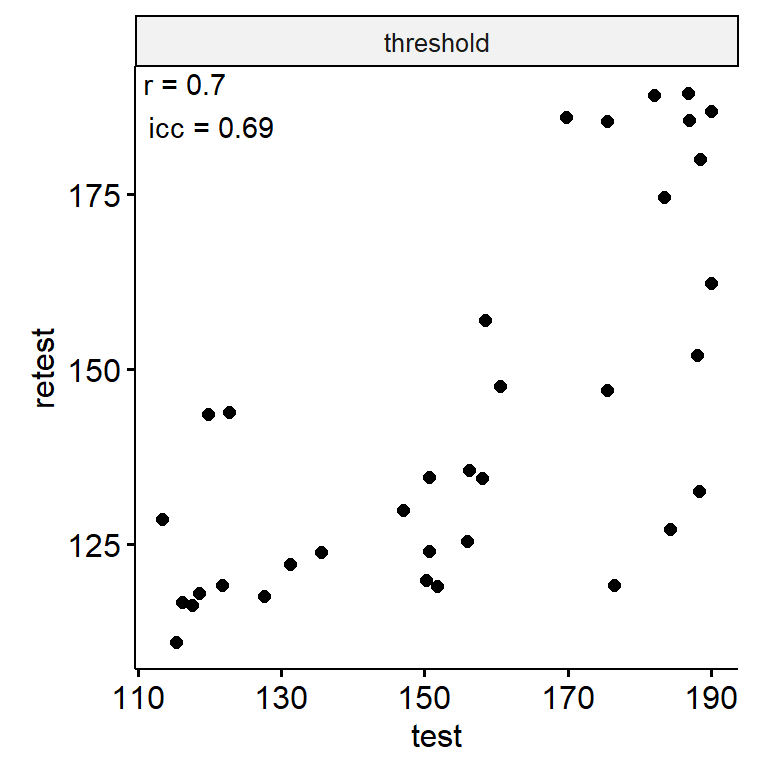 threshold
r = 0.7
icc = 0.69
175
150
125
retest
110 130 150 170 190
test